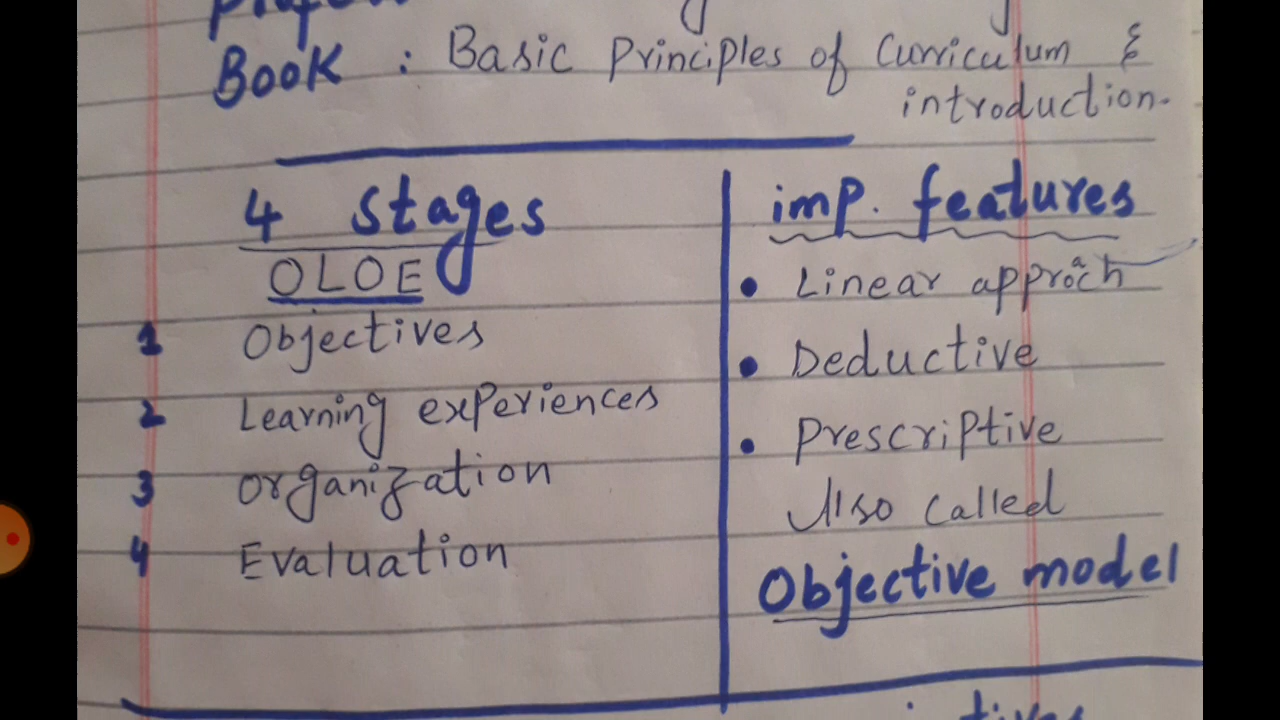 Book : Basic Principles of Curriculum &
introduction.
4 stages
OLOE
1 Objectives
2 Learning experiences
3 organization
4 Evaluation
imp. features
• Linear approach
• Deductive
• Prescriptive
Also called
Objective model